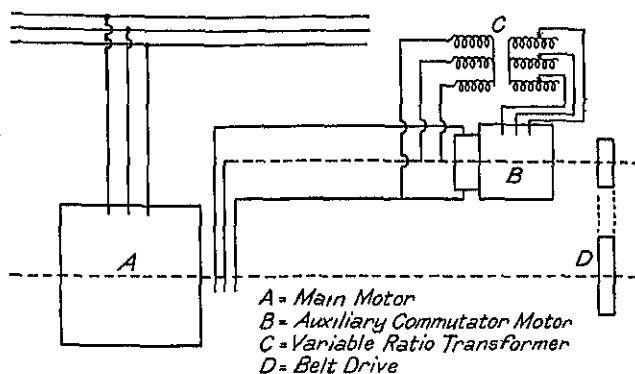 C
B
A
D
A = Main Motor
B = Auxiliary Commutator Motor
C = Variable Ratio Transformer
D = Belt Drive